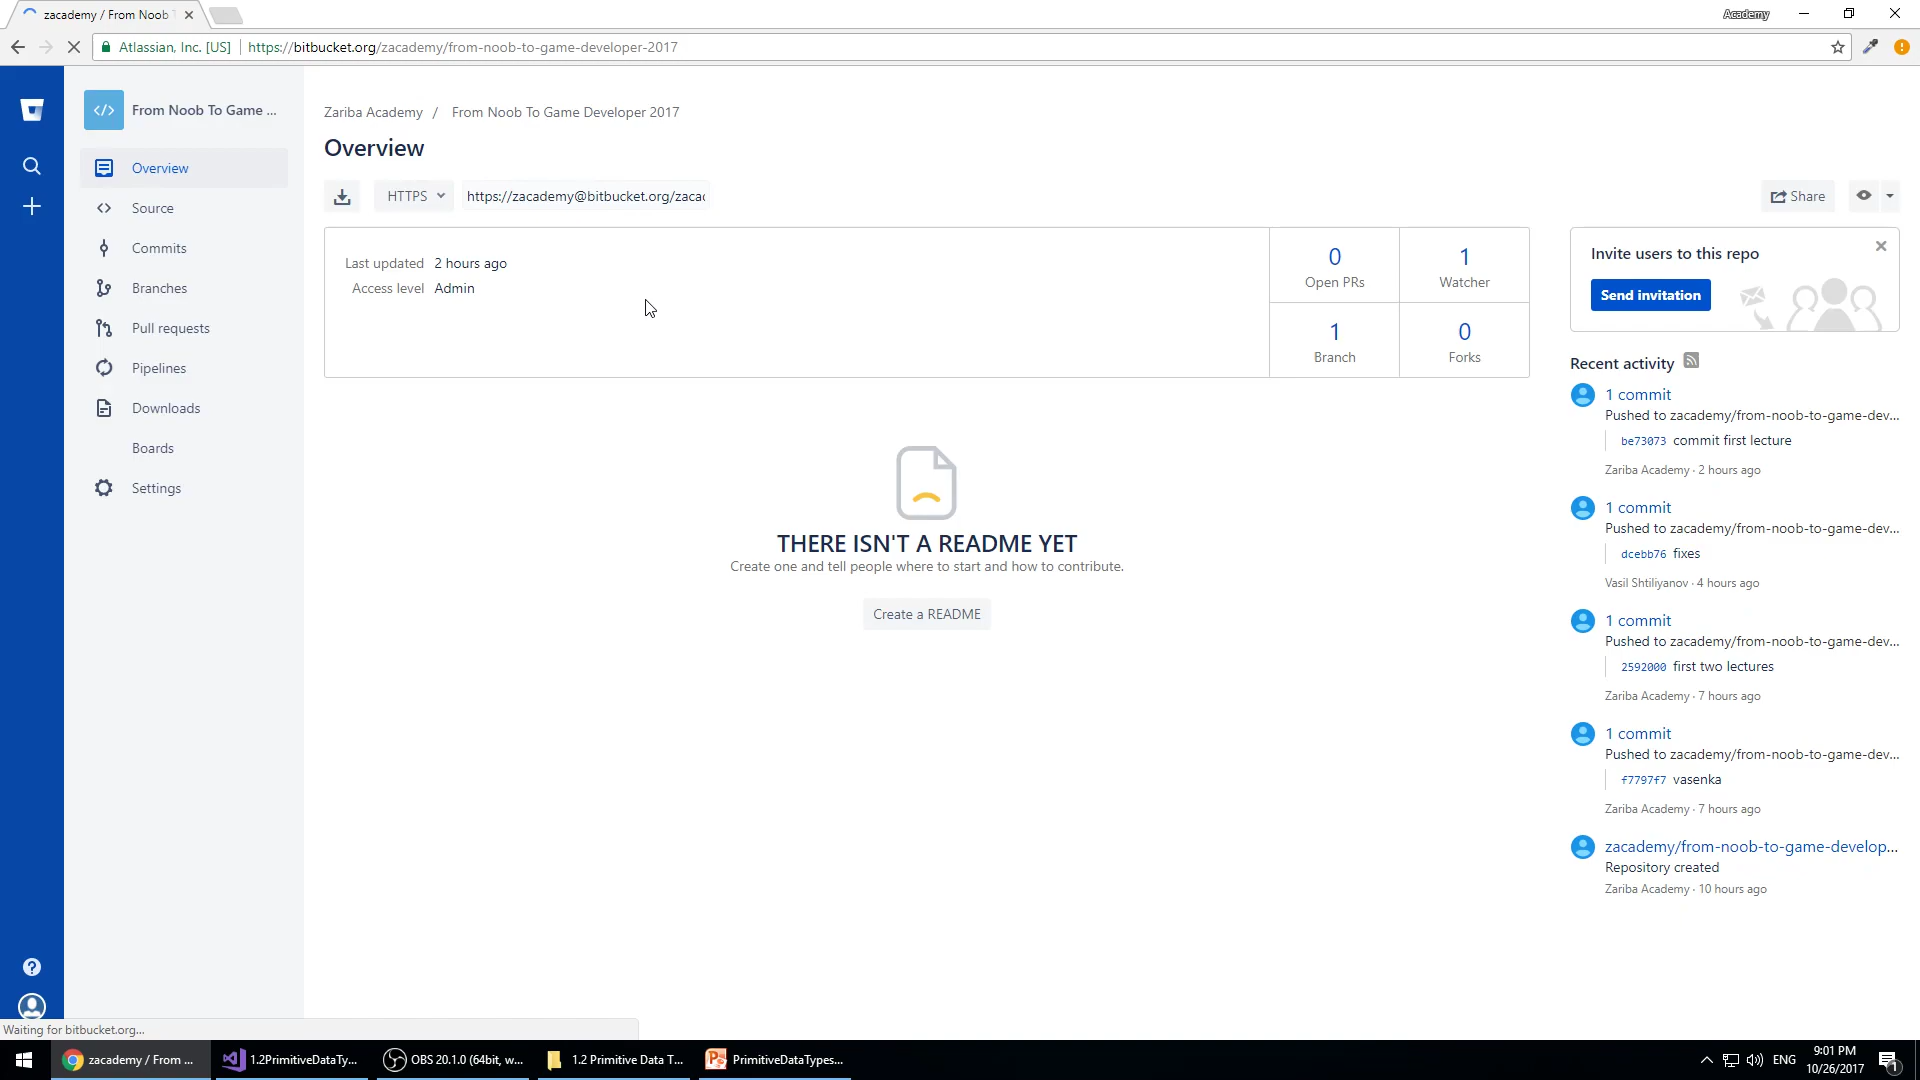 zacademy / From Noob T
Academy
Atlassian, Inc. [US]
https://bitbucket.org/zacademy/from-noob-to-game-developer-2017
From Noob To Game ...
Overview
Source
Commits
Branches
Pull requests
Pipelines
Downloads
Boards
Settings
Zariba Academy / From Noob To Game Developer 2017
Overview
HTTPS
https://zacademy@bitbucket.org/zacac
Share
Last updated 2 hours ago
Access level Admin
0
Open PRs
1
Watcher
1
Branch
0
Forks
THERE ISN'T A README YET
Create one and tell people where to start and how to contribute.
Create a README
Invite users to this repo
Send invitation
Recent activity
1 commit
Pushed to zacademy/from-noob-to-game-dev...
be73073 commit first lecture
Zariba Academy · 2 hours ago
1 commit
Pushed to zacademy/from-noob-to-game-dev...
dcebb76 fixes
Vasil Shtiliyanov · 4 hours ago
1 commit
Pushed to zacademy/from-noob-to-game-dev...
2592000 first two lectures
Zariba Academy · 7 hours ago
1 commit
Pushed to zacademy/from-noob-to-game-dev...
f7797f7 vasenka
Zariba Academy · 7 hours ago
zacademy/from-noob-to-game-develop...
Repository created
Zariba Academy · 10 hours ago
Waiting for bitbucket.org...
zacademy / From ...
1.2PrimitiveDataTy...
OBS 20.1.0 (64bit, w...
1.2 Primitive Data T...
PrimitiveDataTypes...
ENG
9:01 PM
10/26/2017
1